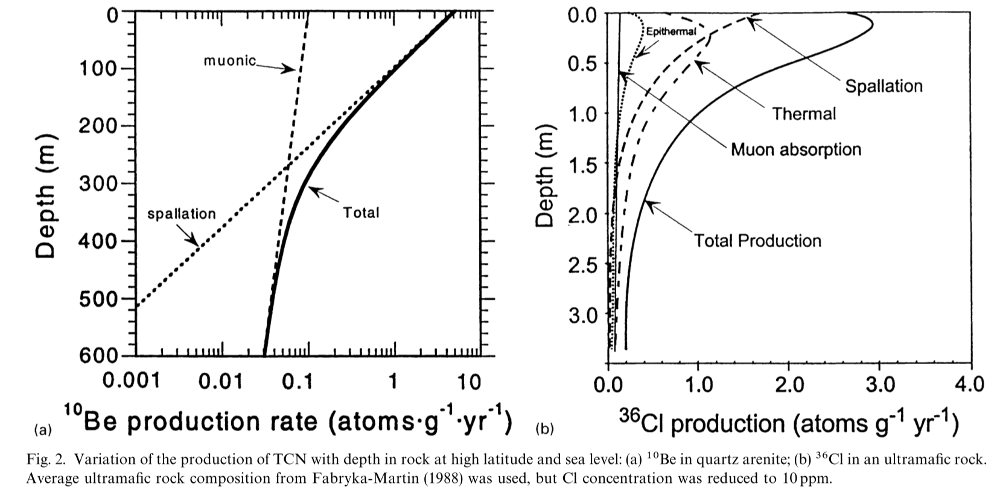 0
100
200
300
400
500
600
Depth (m)
muonic
spallation
Total
0.001 0.01 0.1 1 10
(a) ¹⁰Be production rate (atoms·g⁻¹·yr⁻¹)
0.0
0.5
1.0
1.5
2.0
2.5
3.0
Depth (m)
Epithermal
Spallation
Thermal
Muon absorption
Total Production
0.0 1.0 2.0 3.0 4.0
(b) ³⁶Cl production (atoms g⁻¹ yr⁻¹)
Fig. 2. Variation of the production of TCN with depth in rock at high latitude and sea level: (a) ¹⁰Be in quartz arenite; (b) ³⁶Cl in an ultramafic rock.
Average ultramafic rock composition from Fabryka-Martin (1988) was used, but Cl concentration was reduced to 10 ppm.